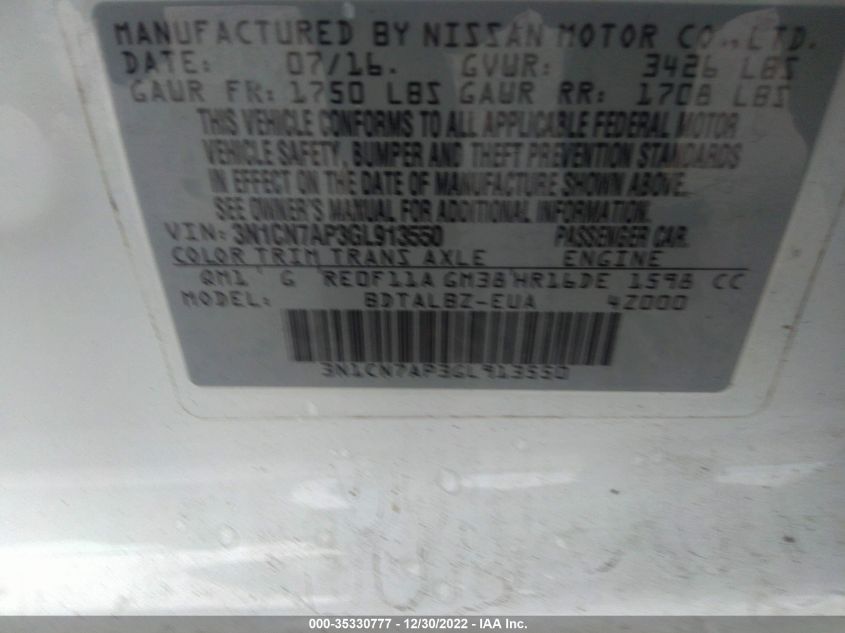 MANUFACTURED BY NISSAN MOTOR CO., LTD.
DATE: 07/16. GVWR: 3426 LBS
GAWR FR: 1750 LBS GAWR RR: 1708 LBS
THIS VEHICLE CONFORMS TO ALL APPLICABLE FEDERAL MOTOR
VEHICLE SAFETY, BUMPER AND THEFT PREVENTION STANDARDS
IN EFFECT ON THE DATE OF MANUFACTURE SHOWN ABOVE.
SEE OWNER'S MANUAL FOR ADDITIONAL INFORMATION.
VIN: 3N1CN7AP3GL913550 PASSENGER CAR.
COLOR TRIM TRANS AXLE ENGINE
QM1 G RE0F11A GM38 HR16DE 1598 CC
MODEL: BDTALBZ-EUA 4Z000
3N1CN7AP3GL913550
000-35330777 - 12/30/2022 - IAA Inc.